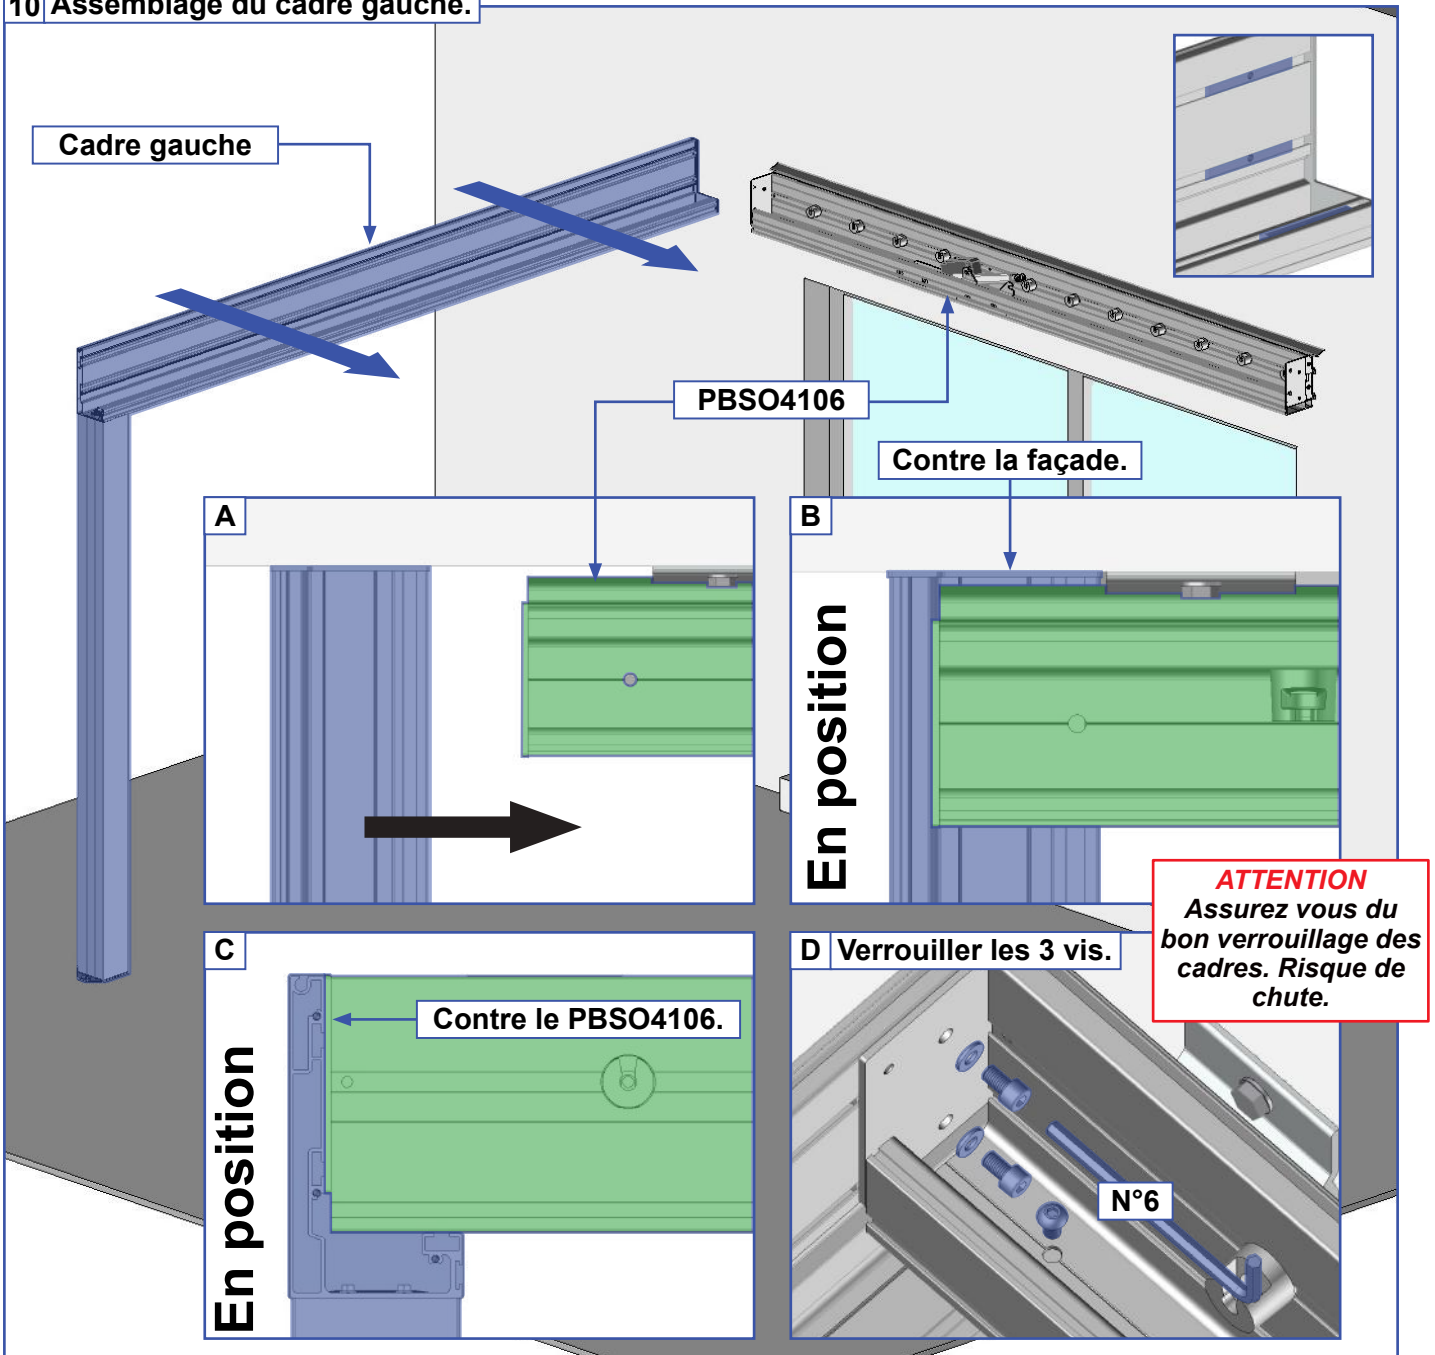 10 Assemblage du cadre gauche.
Cadre gauche
PBSO4106
Contre la façade.
A
B
En position
ATTENTION
Assurez vous du
bon verrouillage des
cadres. Risque de
chute.
C
Contre le PBSO4106.
En position
D Verrouiller les 3 vis.
N°6